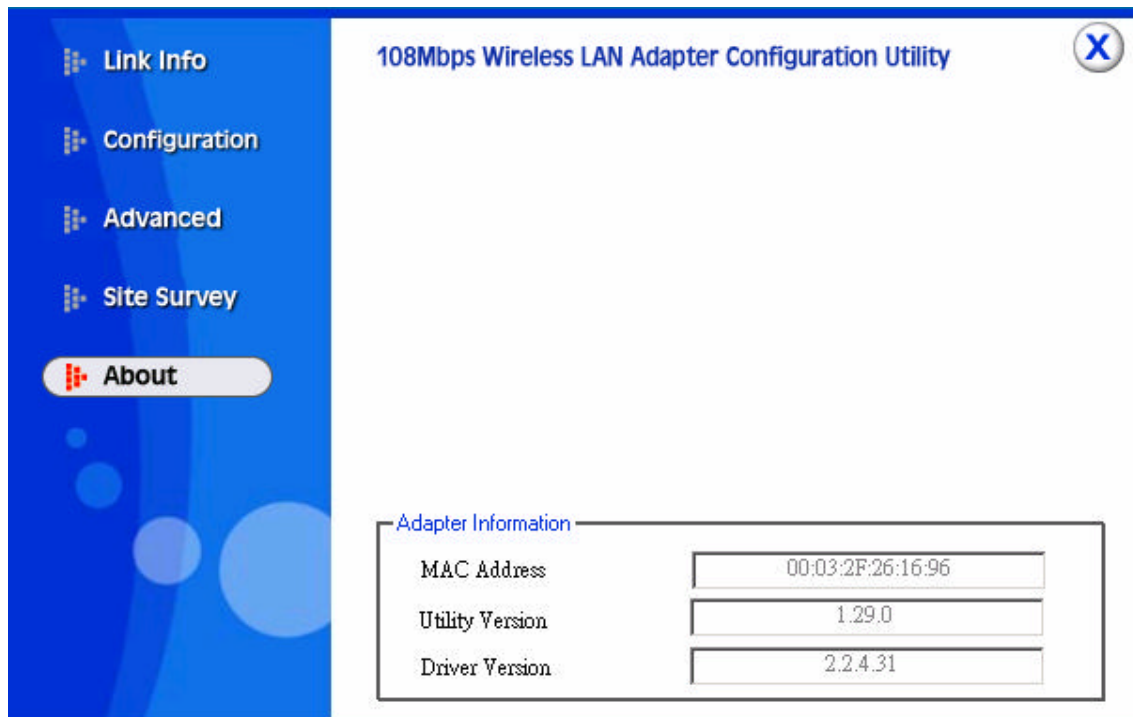 Link Info
Configuration
Advanced
Site Survey
About
108Mbps Wireless LAN Adapter Configuration Utility
X
Adapter Information
MAC Address 00:03:2F:26:16:96
Utility Version 1.29.0
Driver Version 2.2.4.31